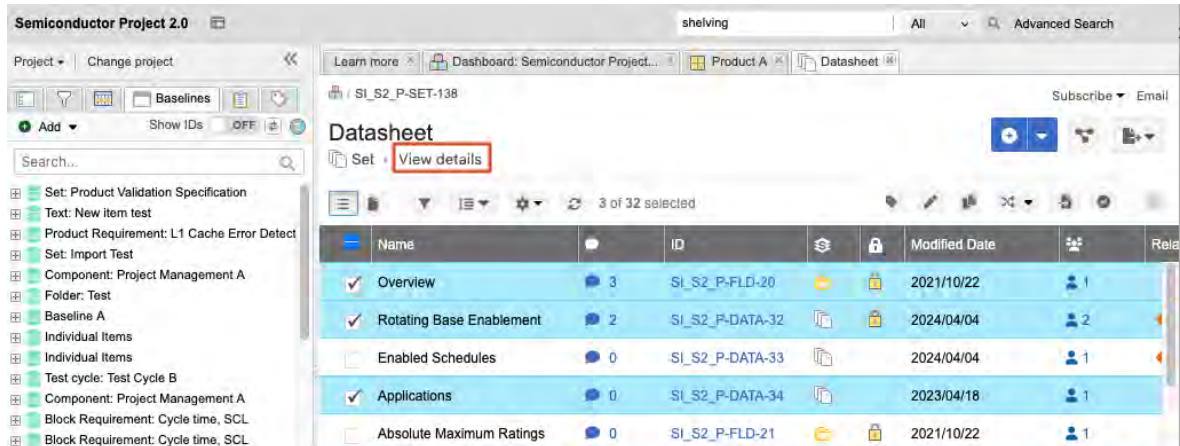 Semiconductor Project 2.0
shelving
All
Advanced Search
Project
Change project
Baselines
Add
Show IDs
OFF
Search...
Set: Product Validation Specification
Text: New item test
Product Requirement: L1 Cache Error Detect
Set: Import Test
Component: Project Management A
Folder: Test
Baseline A
Individual Items
Individual Items
Test cycle: Test Cycle B
Component: Project Management A
Block Requirement: Cycle time, SCL
Block Requirement: Cycle time, SCL
Learn more
Dashboard: Semiconductor Project...
Product A
Datasheet
/ SI_S2_P-SET-138
Subscribe
Email
Datasheet
Set
View details
3 of 32 selected
Name ID Modified Date Rela
Overview 3 SI_S2_P-FLD-20 2021/10/22 1
Rotating Base Enablement 2 SI_S2_P-DATA-32 2024/04/04 2
Enabled Schedules 0 SI_S2_P-DATA-33 2024/04/04 1
Applications 0 SI_S2_P-DATA-34 2023/04/18 1
Absolute Maximum Ratings 0 SI_S2_P-FLD-21 2021/10/22 1